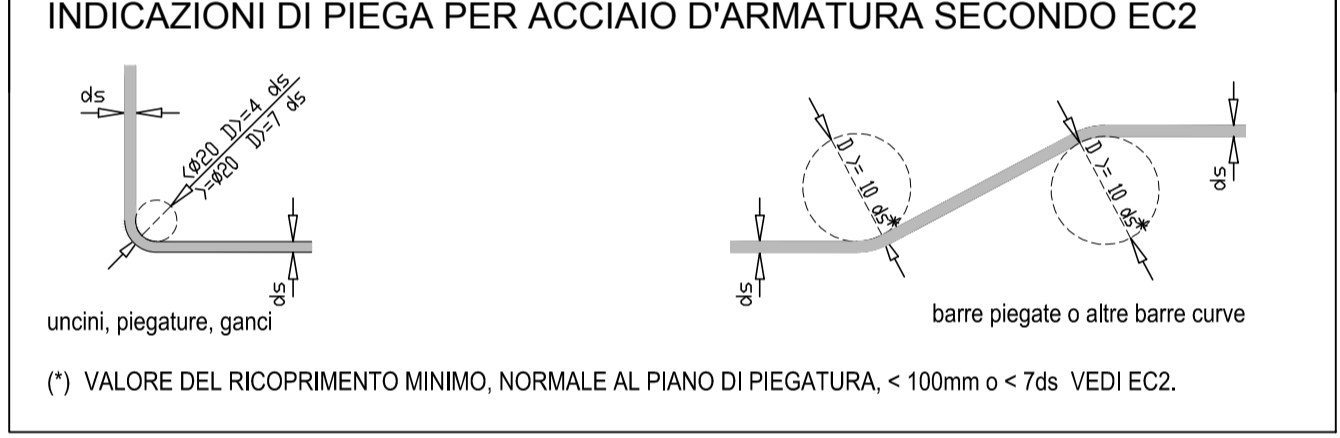 INDICAZIONI DI PIEGA PER ACCIAIO D'ARMATURA SECONDO EC2
ds
<ø20 D>=4 ds
>=ø20 D>=7 ds
ds
uncini, piegature, ganci
D >= 10 ds*
D >= 10 ds*
ds
ds
barre piegate o altre barre curve
(*) VALORE DEL RICOPRIMENTO MINIMO, NORMALE AL PIANO DI PIEGATURA, < 100mm o < 7ds VEDI EC2.